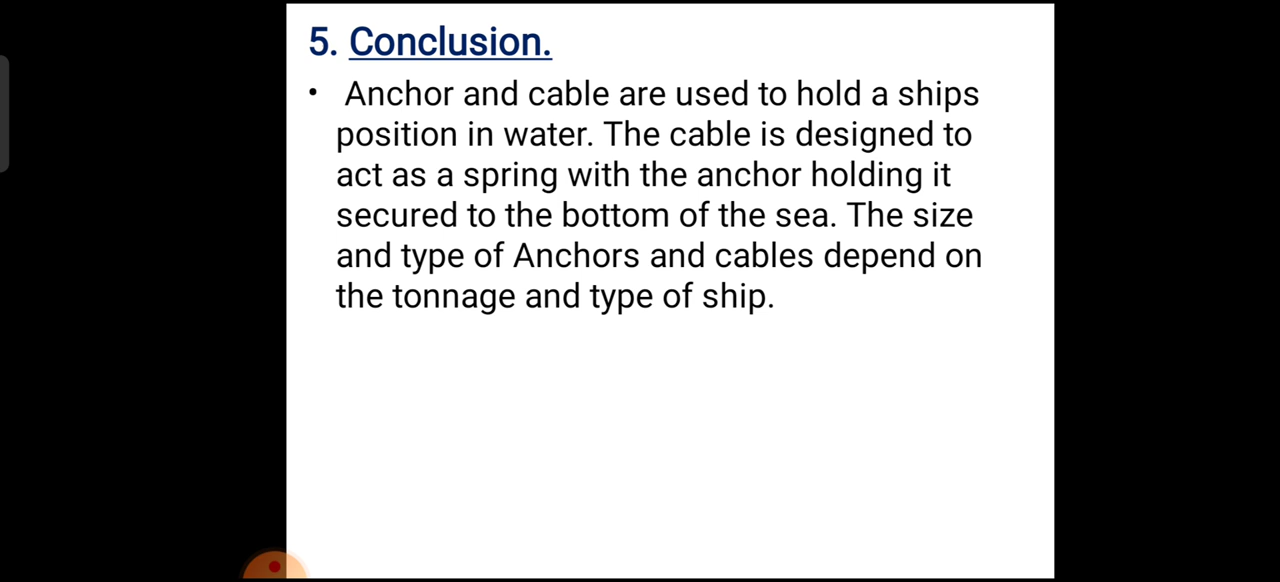 5. Conclusion.
• Anchor and cable are used to hold a ships
position in water. The cable is designed to
act as a spring with the anchor holding it
secured to the bottom of the sea. The size
and type of Anchors and cables depend on
the tonnage and type of ship.